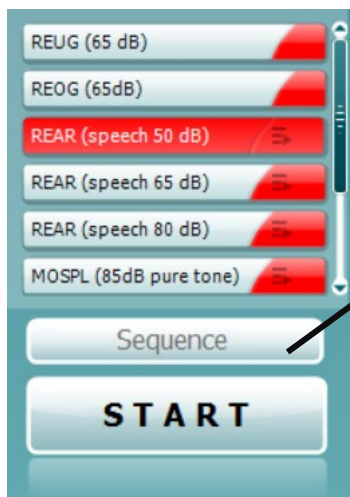 REUG (65 dB)
REOG (65dB)
REAR (speech 50 dB)
REAR (speech 65 dB)
REAR (speech 80 dB)
MOSPL (85dB pure tone)
Sequence
START